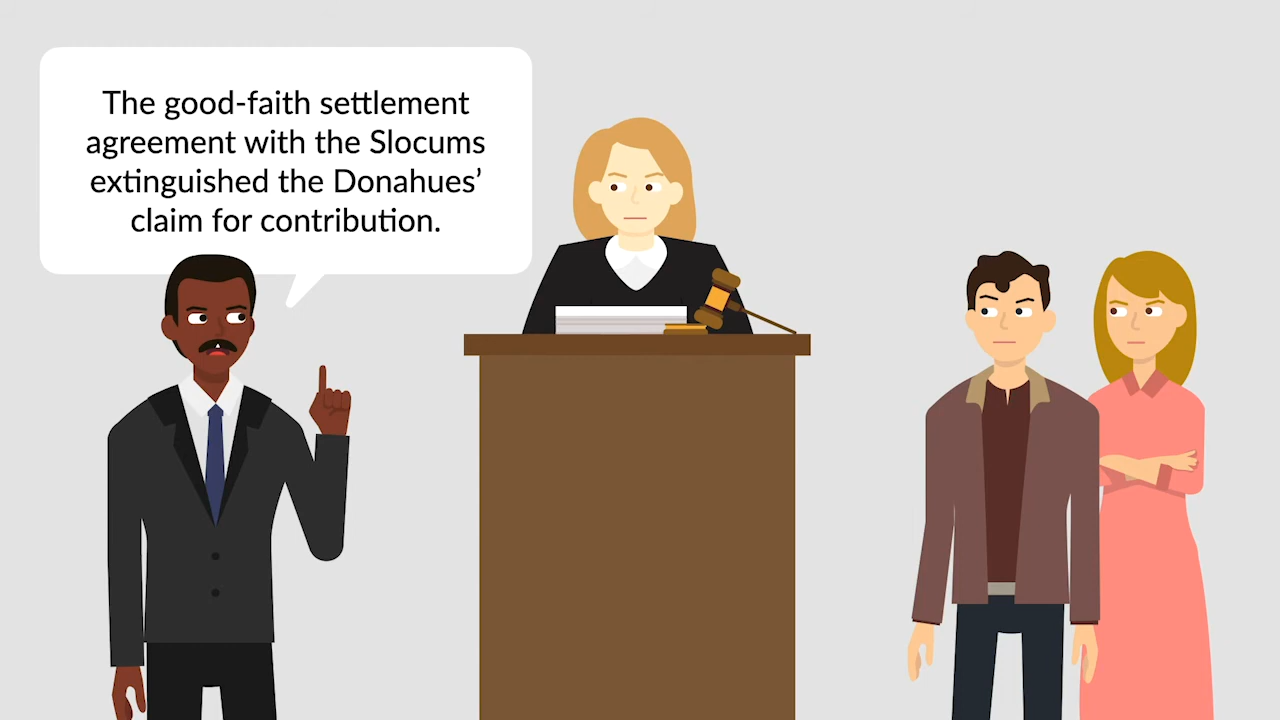 The good-faith settlement
agreement with the Slocums
extinguished the Donahues’
claim for contribution.